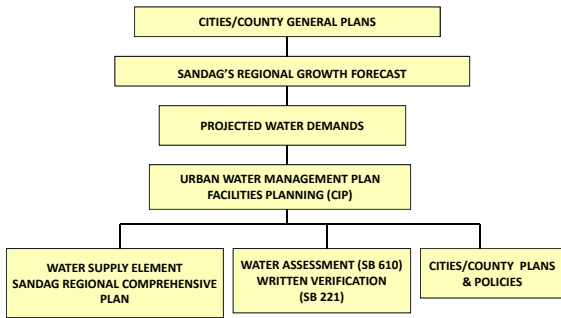 CITIES/COUNTY GENERAL PLANS
SANDAG'S REGIONAL GROWTH FORECAST
PROJECTED WATER DEMANDS
URBAN WATER MANAGEMENT PLAN
FACILITIES PLANNING (CIP)
WATER SUPPLY ELEMENT
SANDAG REGIONAL COMPREHENSIVE
PLAN
WATER ASSESSMENT (SB 610)
WRITTEN VERIFICATION
(SB 221)
CITIES/COUNTY PLANS
& POLICIES